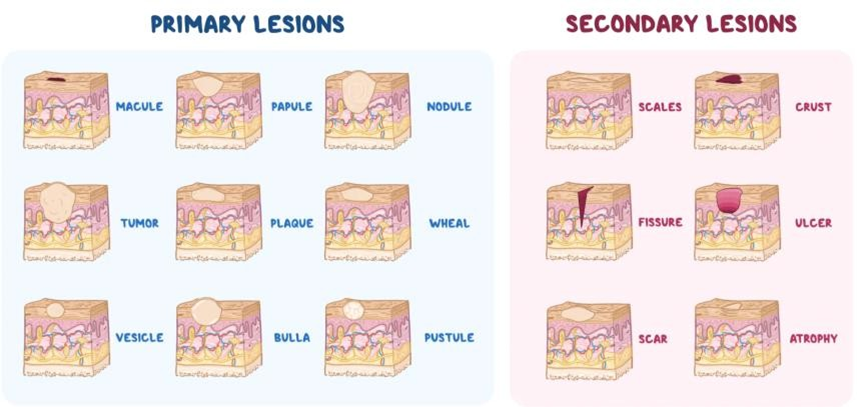 PRIMARY LESIONS
SECONDARY LESIONS
MACULE
PAPULE
NODULE
TUMOR
PLAQUE
WHEAL
VESICLE
BULLA
PUSTULE
SCALES
CRUST
FISSURE
ULCER
SCAR
ATROPHY